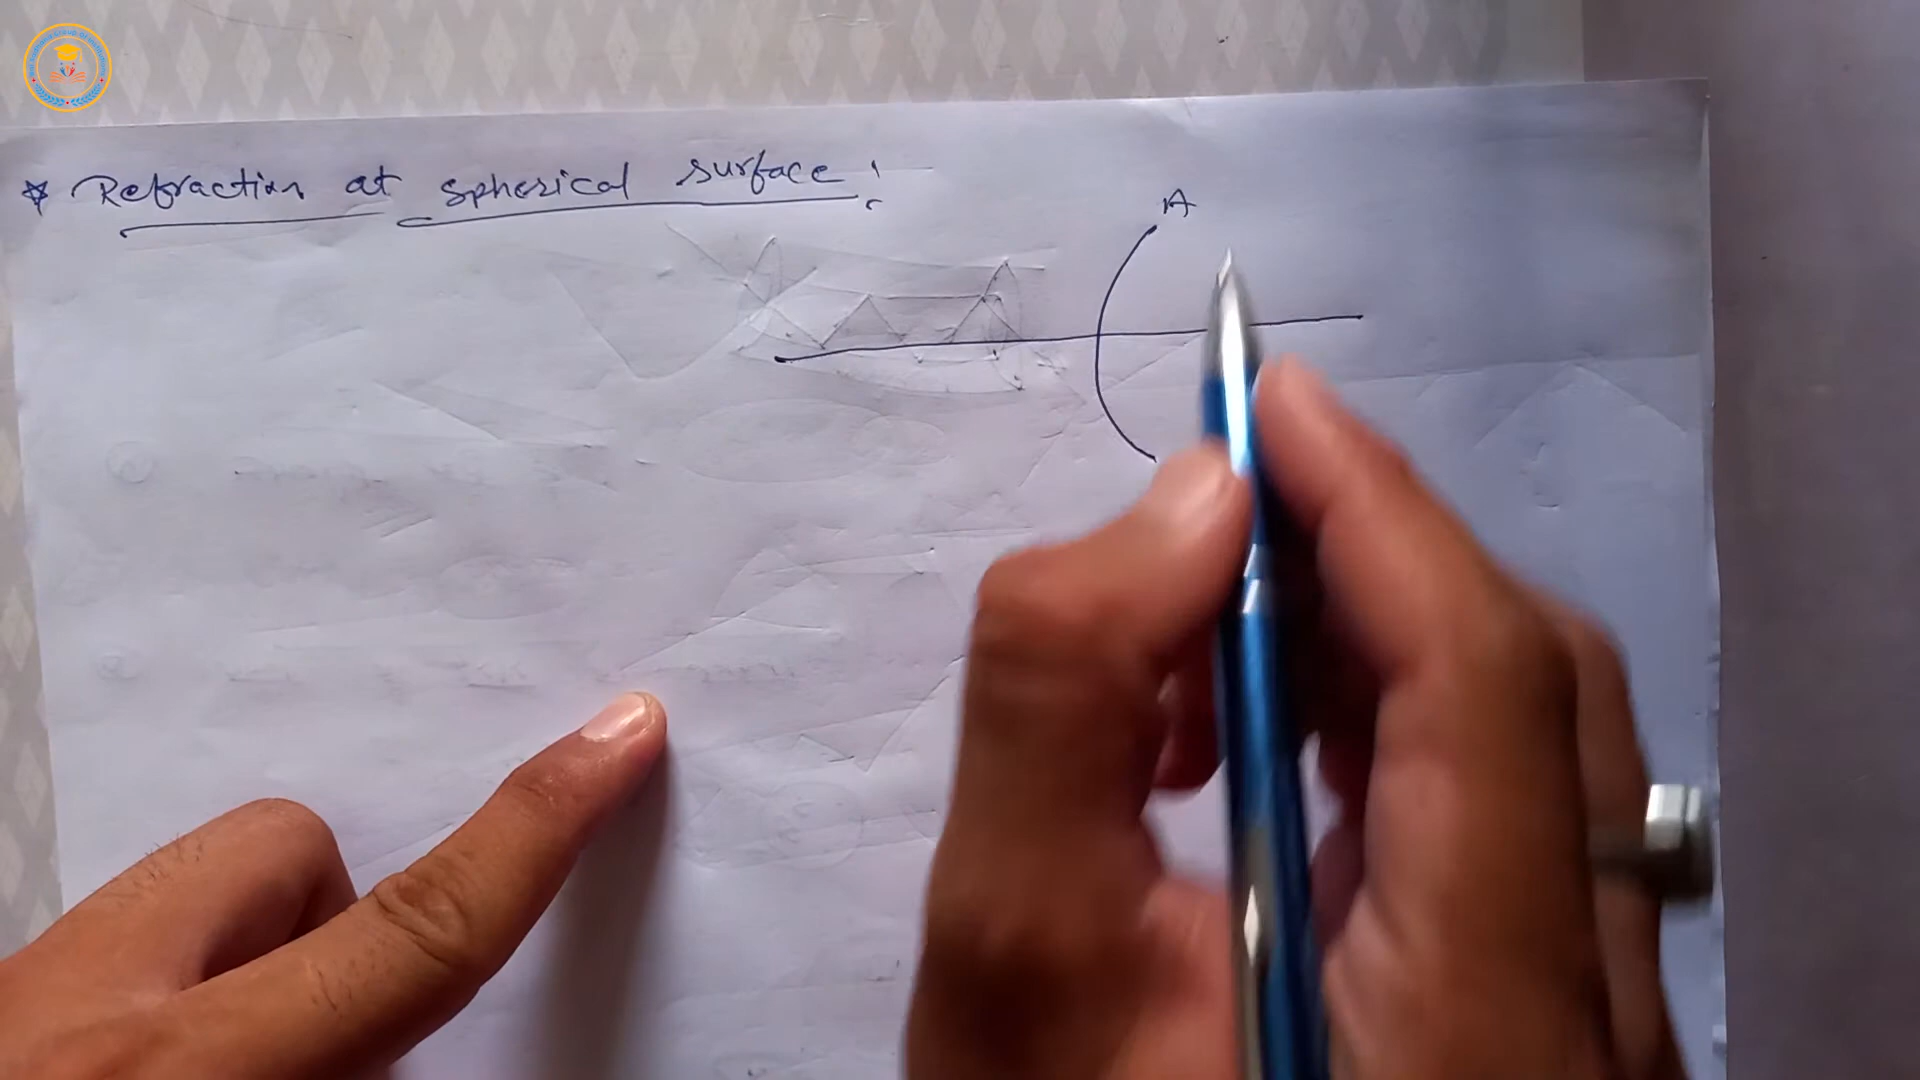 * Refraction at spherical surface :
A